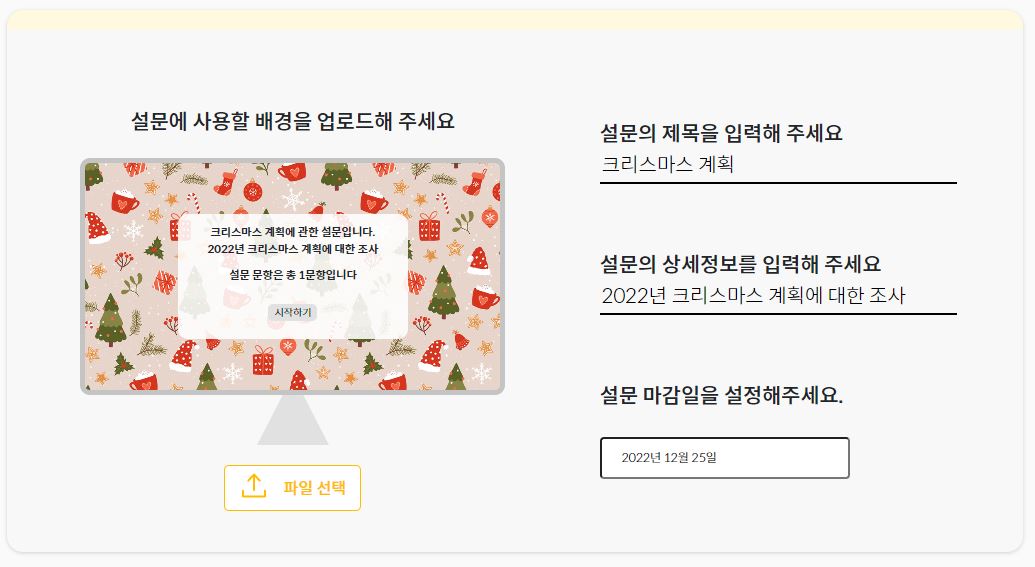 설문에 사용할 배경을 업로드해 주세요
크리스마스 계획에 관한 설문입니다.
2022년 크리스마스 계획에 대한 조사
설문 문항은 총 1문항입니다
시작하기
파일 선택
설문의 제목을 입력해 주세요
크리스마스 계획
설문의 상세정보를 입력해 주세요
2022년 크리스마스 계획에 대한 조사
설문 마감일을 설정해주세요.
2022년 12월 25일